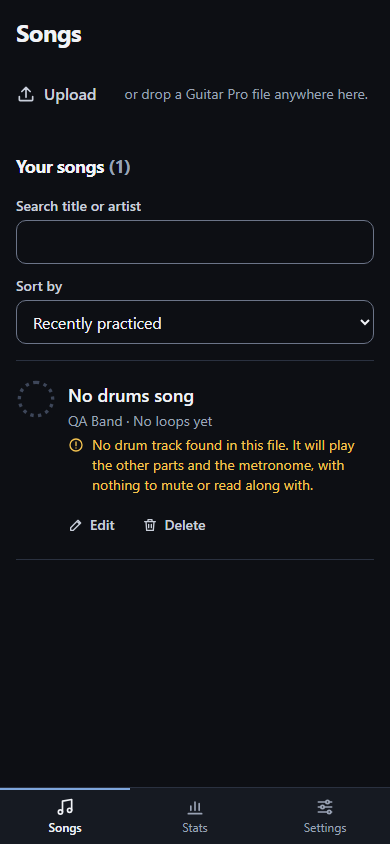 Songs
Upload
or drop a Guitar Pro file anywhere here.
Your songs (1)
Search title or artist
Sort by
Recently practiced
No drums song
QA Band · No loops yet
No drum track found in this file. It will play
the other parts and the metronome, with
nothing to mute or read along with.
Edit
Delete
Songs
Stats
Settings